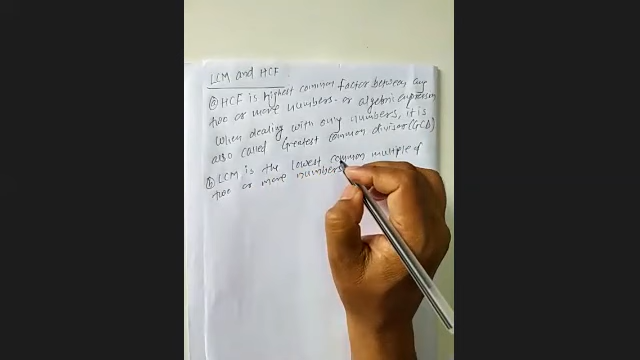 LCM and HCF
ⓐ HCF is highest common factor between any
two or more numbers. or algebric expression
when dealing with only numbers, it is
also called Greatest common divisor (GCD)
ⓑ LCM is the lowest common multiple of
two or more numbers